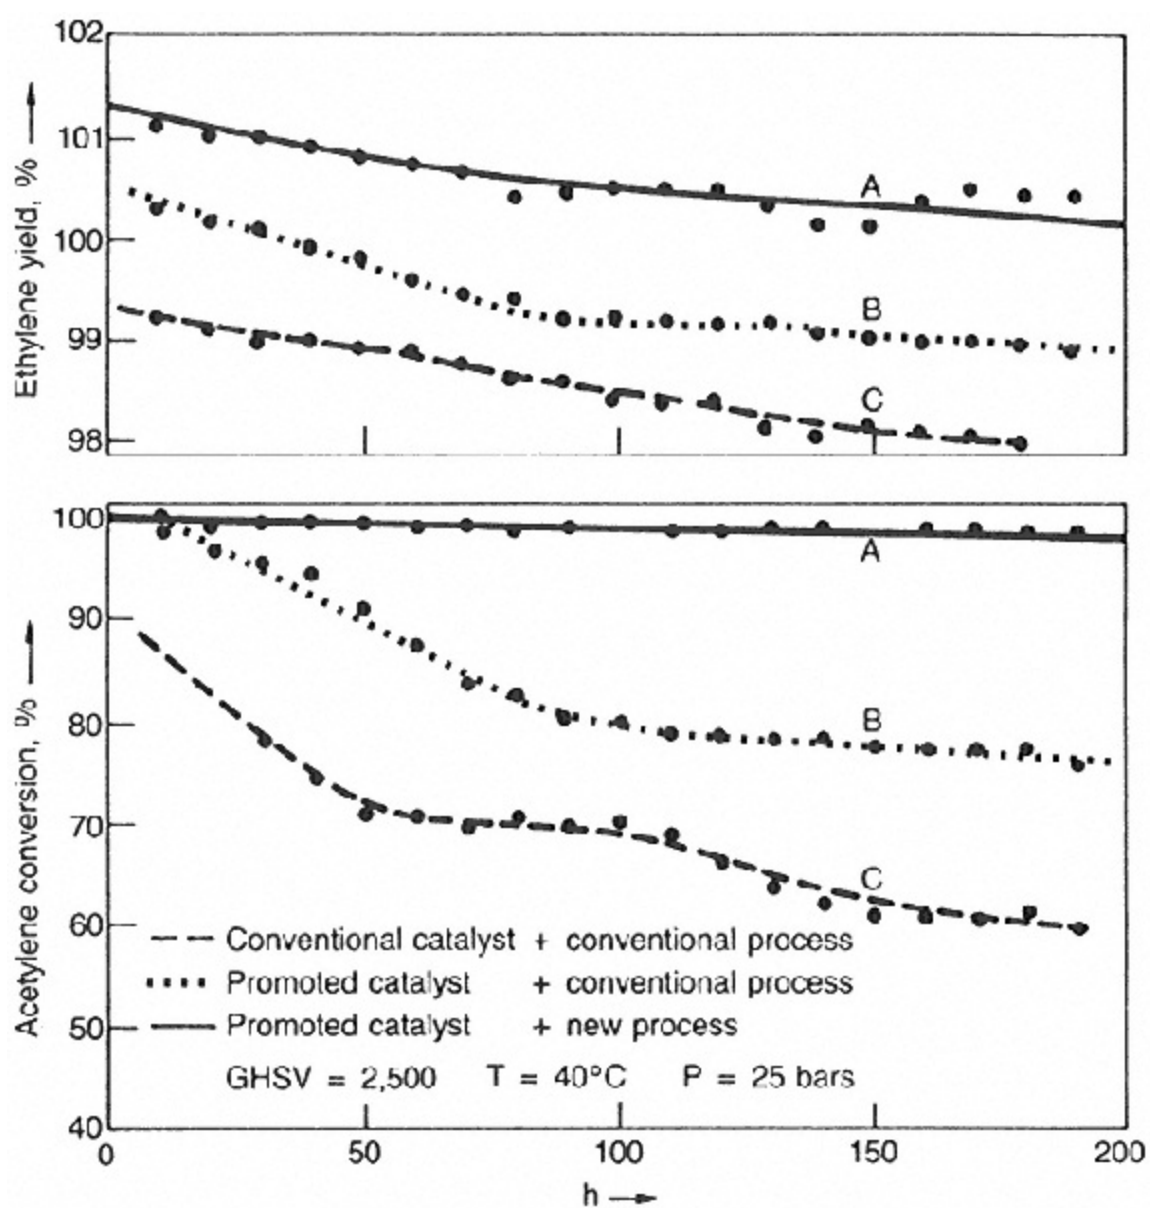 102
101
100
99
98
Ethylene yield, %
A
B
C
100
90
80
70
60
50
40
Acetylene conversion, %
A
B
C
Conventional catalyst + conventional process
Promoted catalyst + conventional process
Promoted catalyst + new process
GHSV = 2,500 T = 40°C P = 25 bars
0 50 100 150 200
h